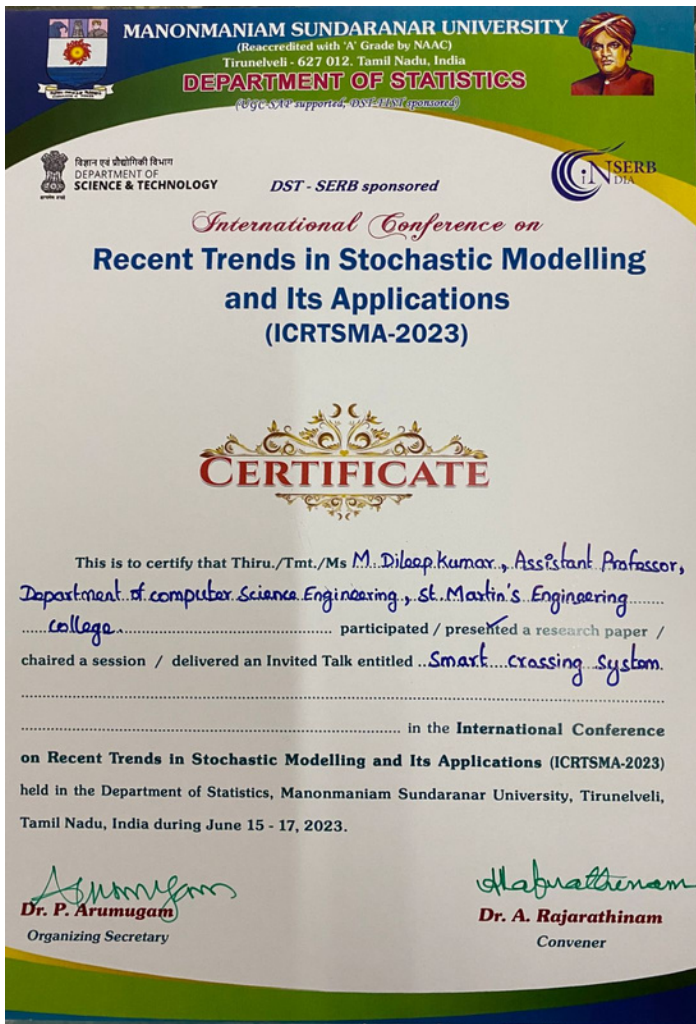 MANONMANIAM SUNDARANAR UNIVERSITY
(Reaccredited with 'A' Grade by NAAC)
Tirunelveli - 627 012. Tamil Nadu, India
DEPARTMENT OF STATISTICS
(UGC-SAP supported, DST-FIST sponsored)
विज्ञान एवं प्रौद्योगिकी विभाग
DEPARTMENT OF
SCIENCE & TECHNOLOGY
iNSERB
DIA
DST - SERB sponsored
International Conference on
Recent Trends in Stochastic Modelling
and Its Applications
(ICRTSMA-2023)
CERTIFICATE
This is to certify that Thiru./Tmt./Ms M. Dileep Kumar, Assistant Professor,
Department of computer Science Engineering, St. Martin's Engineering
college participated / presented a research paper /
chaired a session / delivered an Invited Talk entitled Smart crossing System.
in the International Conference
on Recent Trends in Stochastic Modelling and Its Applications (ICRTSMA-2023)
held in the Department of Statistics, Manonmaniam Sundaranar University, Tirunelveli,
Tamil Nadu, India during June 15 - 17, 2023.
Dr. P. Arumugam
Organizing Secretary
Dr. A. Rajarathinam
Convener